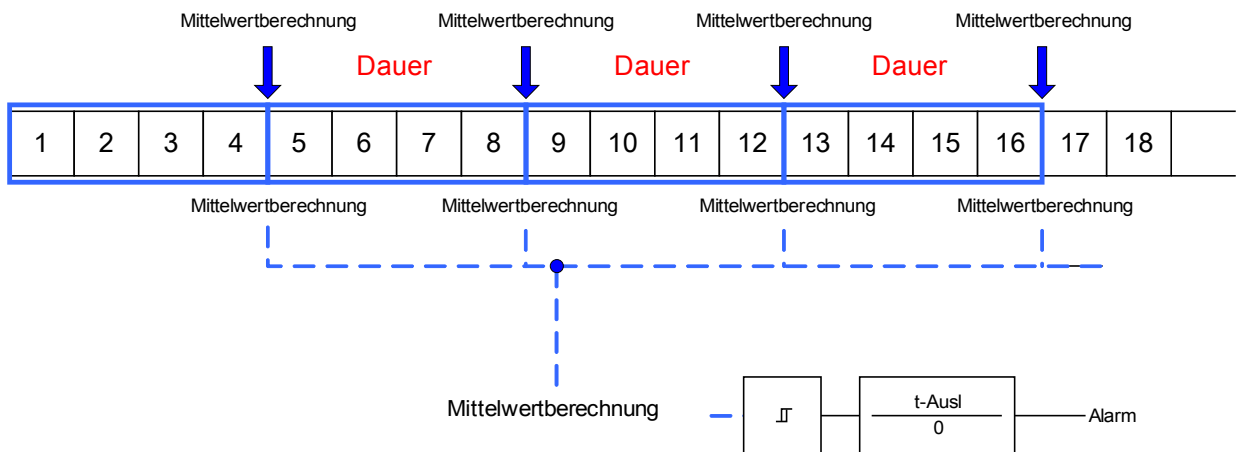 Mittelwertberechnung Mittelwertberechnung Mittelwertberechnung Mittelwertberechnung
Dauer Dauer Dauer
1 2 3 4 5 6 7 8 9 10 11 12 13 14 15 16 17 18
Mittelwertberechnung Mittelwertberechnung Mittelwertberechnung Mittelwertberechnung
Mittelwertberechnung
t-Ausl
0
Alarm